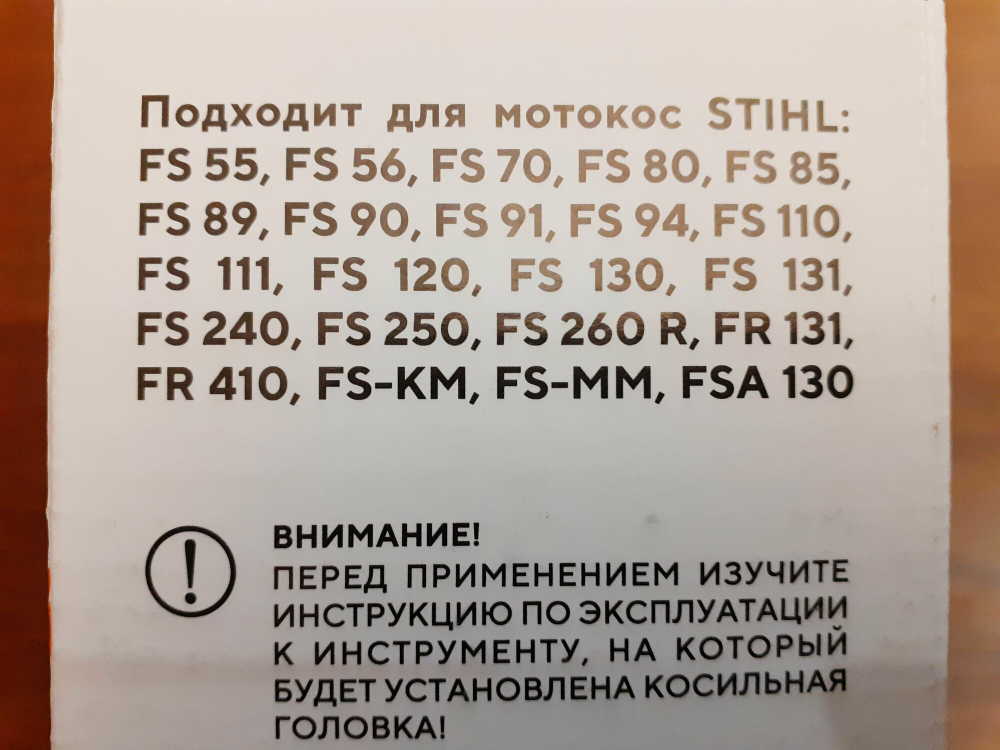 Подходит для мотокос STIHL:
FS 55, FS 56, FS 70, FS 80, FS 85,
FS 89, FS 90, FS 91, FS 94, FS 110,
FS 111, FS 120, FS 130, FS 131,
FS 240, FS 250, FS 260 R, FR 131,
FR 410, FS-KM, FS-MM, FSA 130
ВНИМАНИЕ!
ПЕРЕД ПРИМЕНЕНИЕМ ИЗУЧИТЕ
ИНСТРУКЦИЮ ПО ЭКСПЛУАТАЦИИ
К ИНСТРУМЕНТУ, НА КОТОРЫЙ
БУДЕТ УСТАНОВЛЕНА КОСИЛЬНАЯ
ГОЛОВКА!